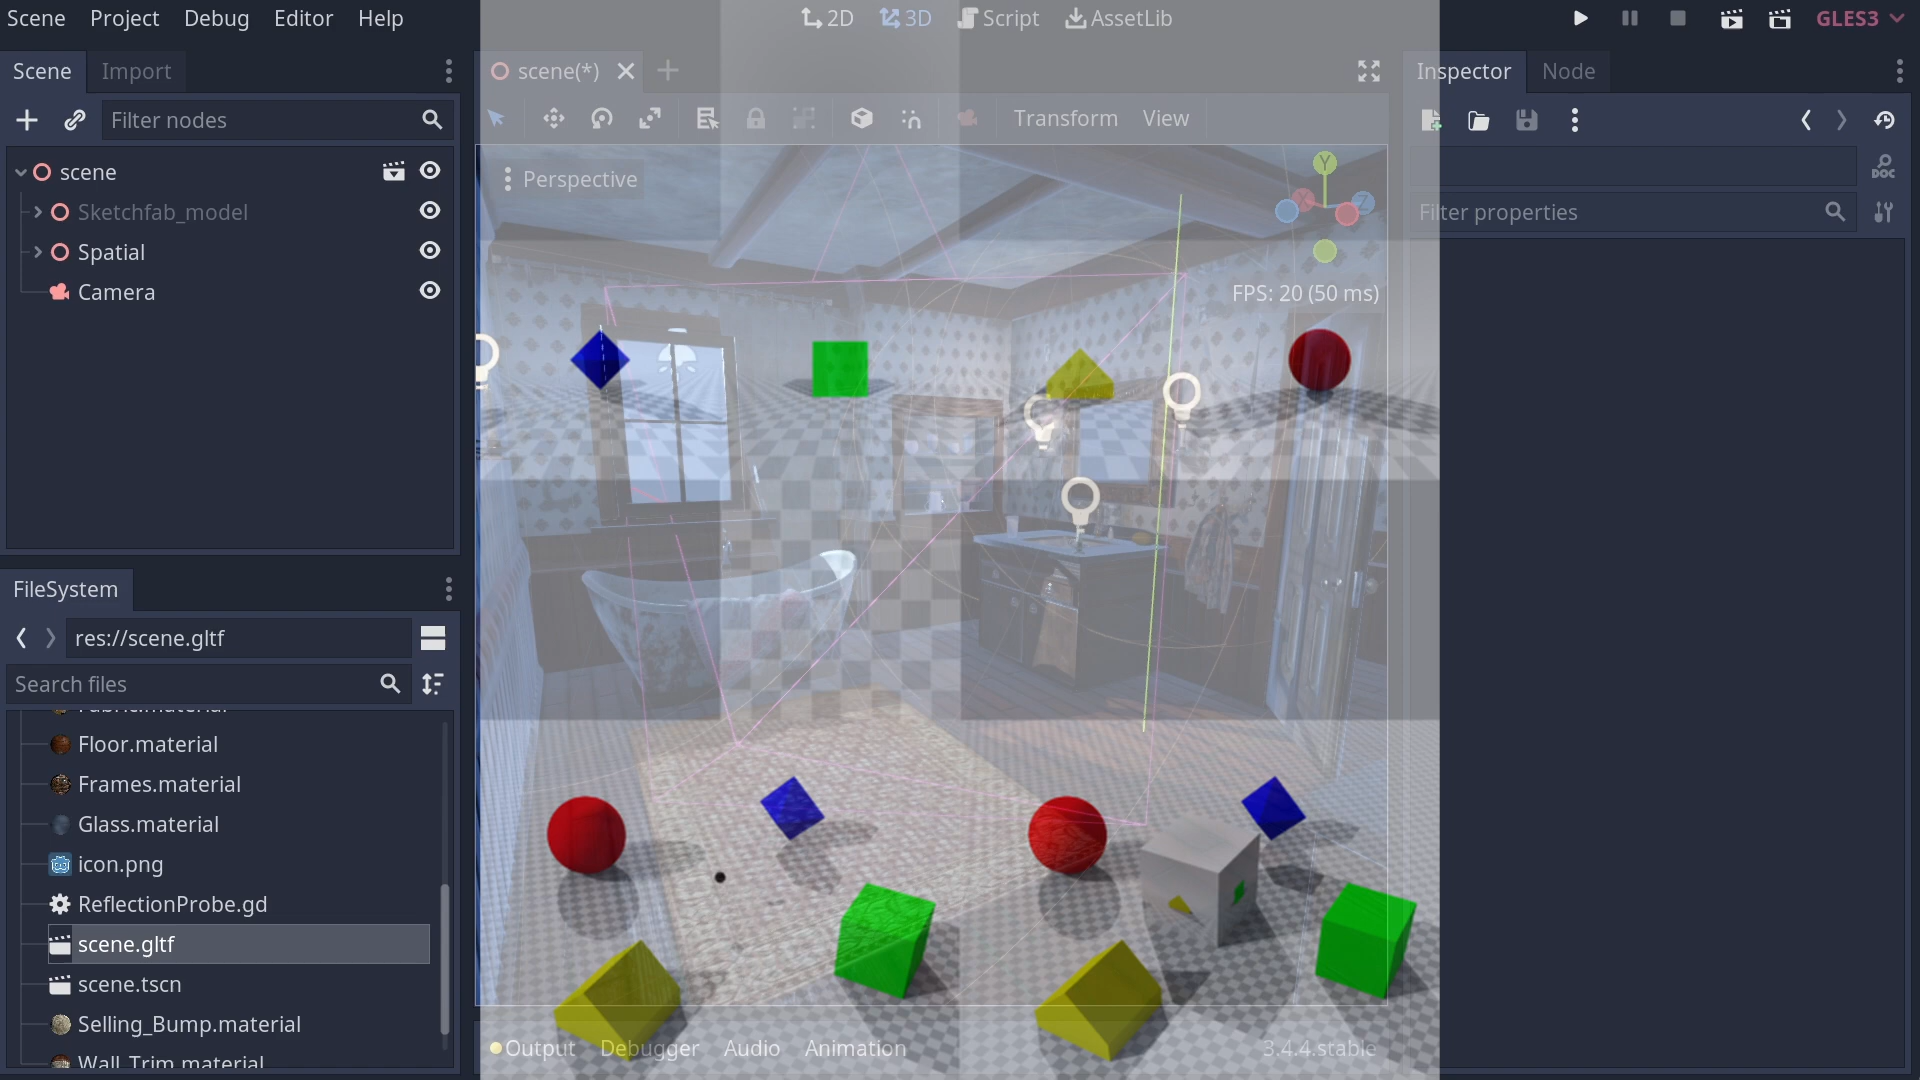 Scene Project Debug Editor Help 2D 3D Script AssetLib GLES3
Scene Import
scene(*)
Inspector Node
Filter nodes
Transform View
scene
Sketchfab_model
Spatial
Camera
Perspective
Y
X
Z
FPS: 20 (50 ms)
DOC
Filter properties
FileSystem
res://scene.gltf
Search files
Fabric.material
Floor.material
Frames.material
Glass.material
icon.png
ReflectionProbe.gd
scene.gltf
scene.tscn
Selling_Bump.material
Wall_Trim.material
Output Debugger Audio Animation 3.4.4.stable